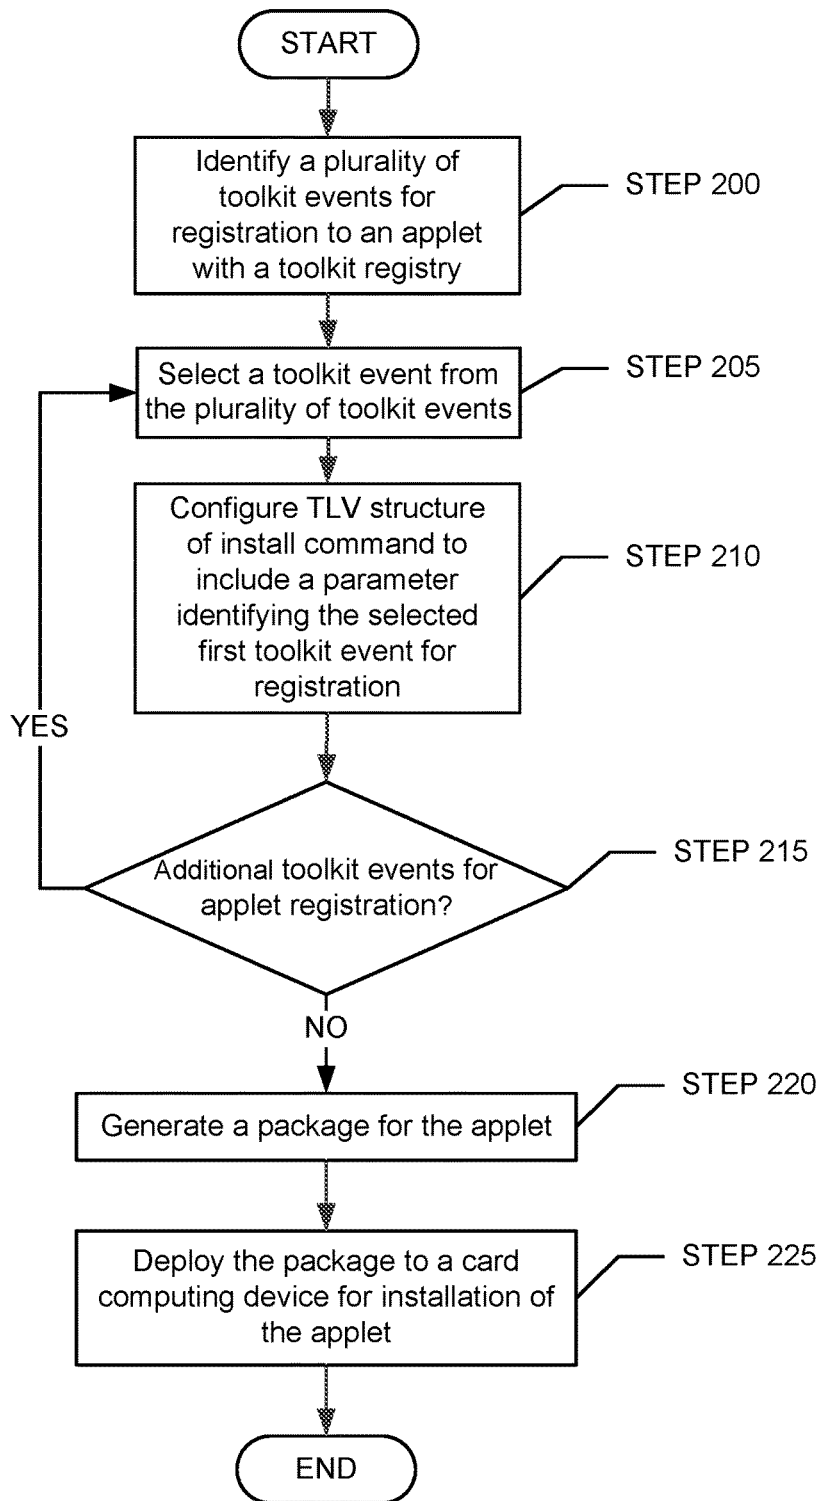 START
Identify a plurality of
toolkit events for
registration to an applet
with a toolkit registry
STEP 200
Select a toolkit event from
the plurality of toolkit events
STEP 205
Configure TLV structure
of install command to
include a parameter
identifying the selected
first toolkit event for
registration
STEP 210
YES
Additional toolkit events for
applet registration?
STEP 215
NO
Generate a package for the applet
STEP 220
Deploy the package to a card
computing device for installation of
the applet
STEP 225
END